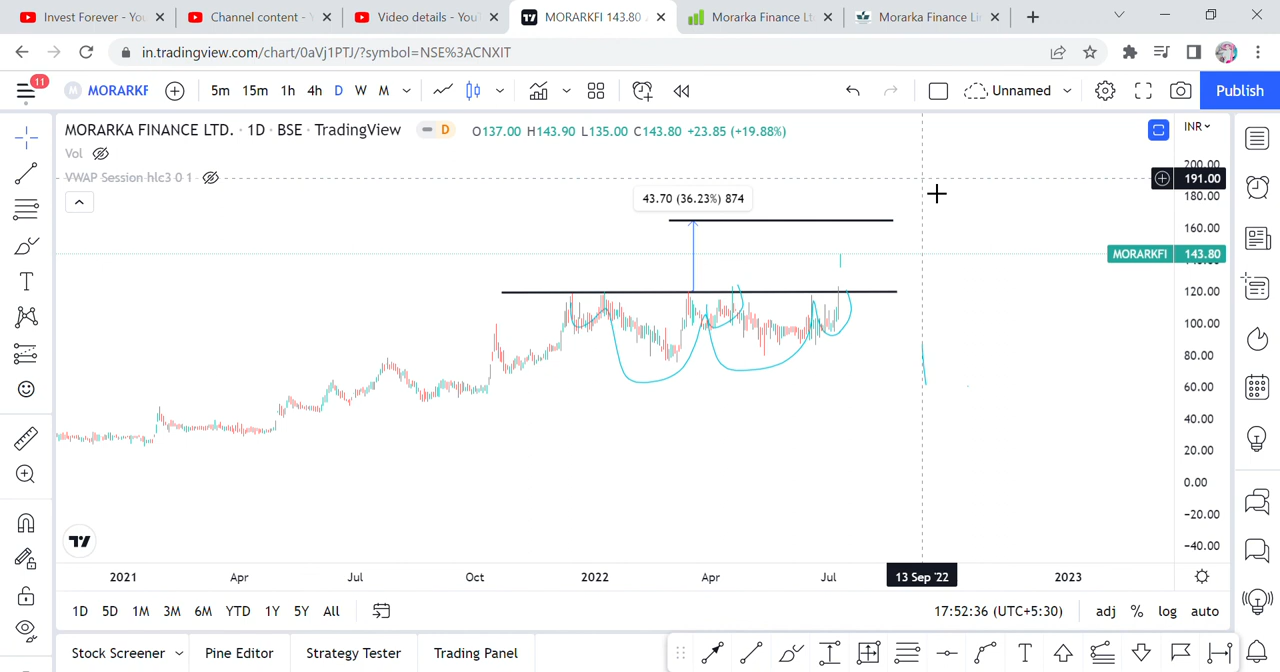 Invest Forever - You
Channel content - Y
Video details - You
MORARKFI 143.80
Morarka Finance Lt
Morarka Finance Li
in.tradingview.com/chart/0aVj1PTJ/?symbol=NSE%3ACNXIT
11
M
MORARKF
5m 15m 1h 4h D W M
Unnamed
Publish
MORARKA FINANCE LTD. · 1D · BSE · TradingView
D
O137.00 H143.90 L135.00 C143.80 +23.85 (+19.88%)
INR
Vol
VWAP Session hlc3 0 1
200.00
191.00
180.00
43.70 (36.23%) 874
160.00
MORARKFI 143.80
120.00
100.00
80.00
60.00
40.00
20.00
0.00
−20.00
−40.00
2021 Apr Jul Oct 2022 Apr Jul 13 Sep '22 2023
1D 5D 1M 3M 6M YTD 1Y 5Y All
17:52:36 (UTC+5:30) adj % log auto
Stock Screener Pine Editor Strategy Tester Trading Panel